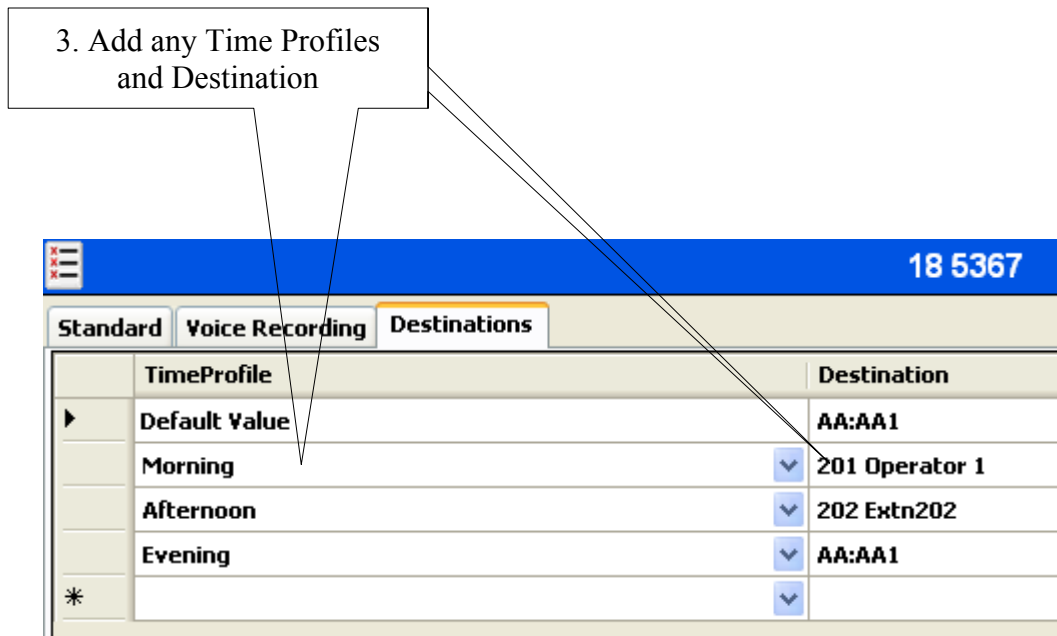 3. Add any Time Profiles
and Destination
18 5367
Standard Voice Recording Destinations
TimeProfile Destination
Default Value AA:AA1
Morning 201 Operator 1
Afternoon 202 Extn202
Evening AA:AA1